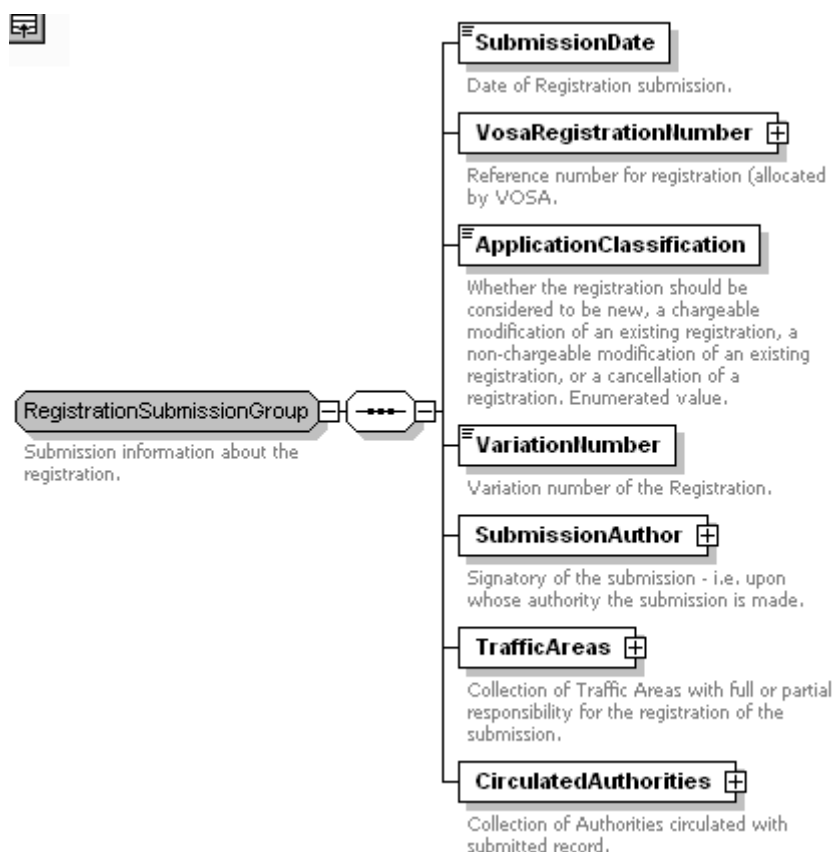 SubmissionDate
Date of Registration submission.
VosaRegistrationNumber
Reference number for registration (allocated
by VOSA.
ApplicationClassification
Whether the registration should be
considered to be new, a chargeable
modification of an existing registration, a
non-chargeable modification of an existing
registration, or a cancellation of a
registration. Enumerated value.
RegistrationSubmissionGroup
Submission information about the
registration.
VariationNumber
Variation number of the Registration.
SubmissionAuthor
Signatory of the submission - i.e. upon
whose authority the submission is made.
TrafficAreas
Collection of Traffic Areas with full or partial
responsibility for the registration of the
submission.
CirculatedAuthorities
Collection of Authorities circulated with
submitted record.